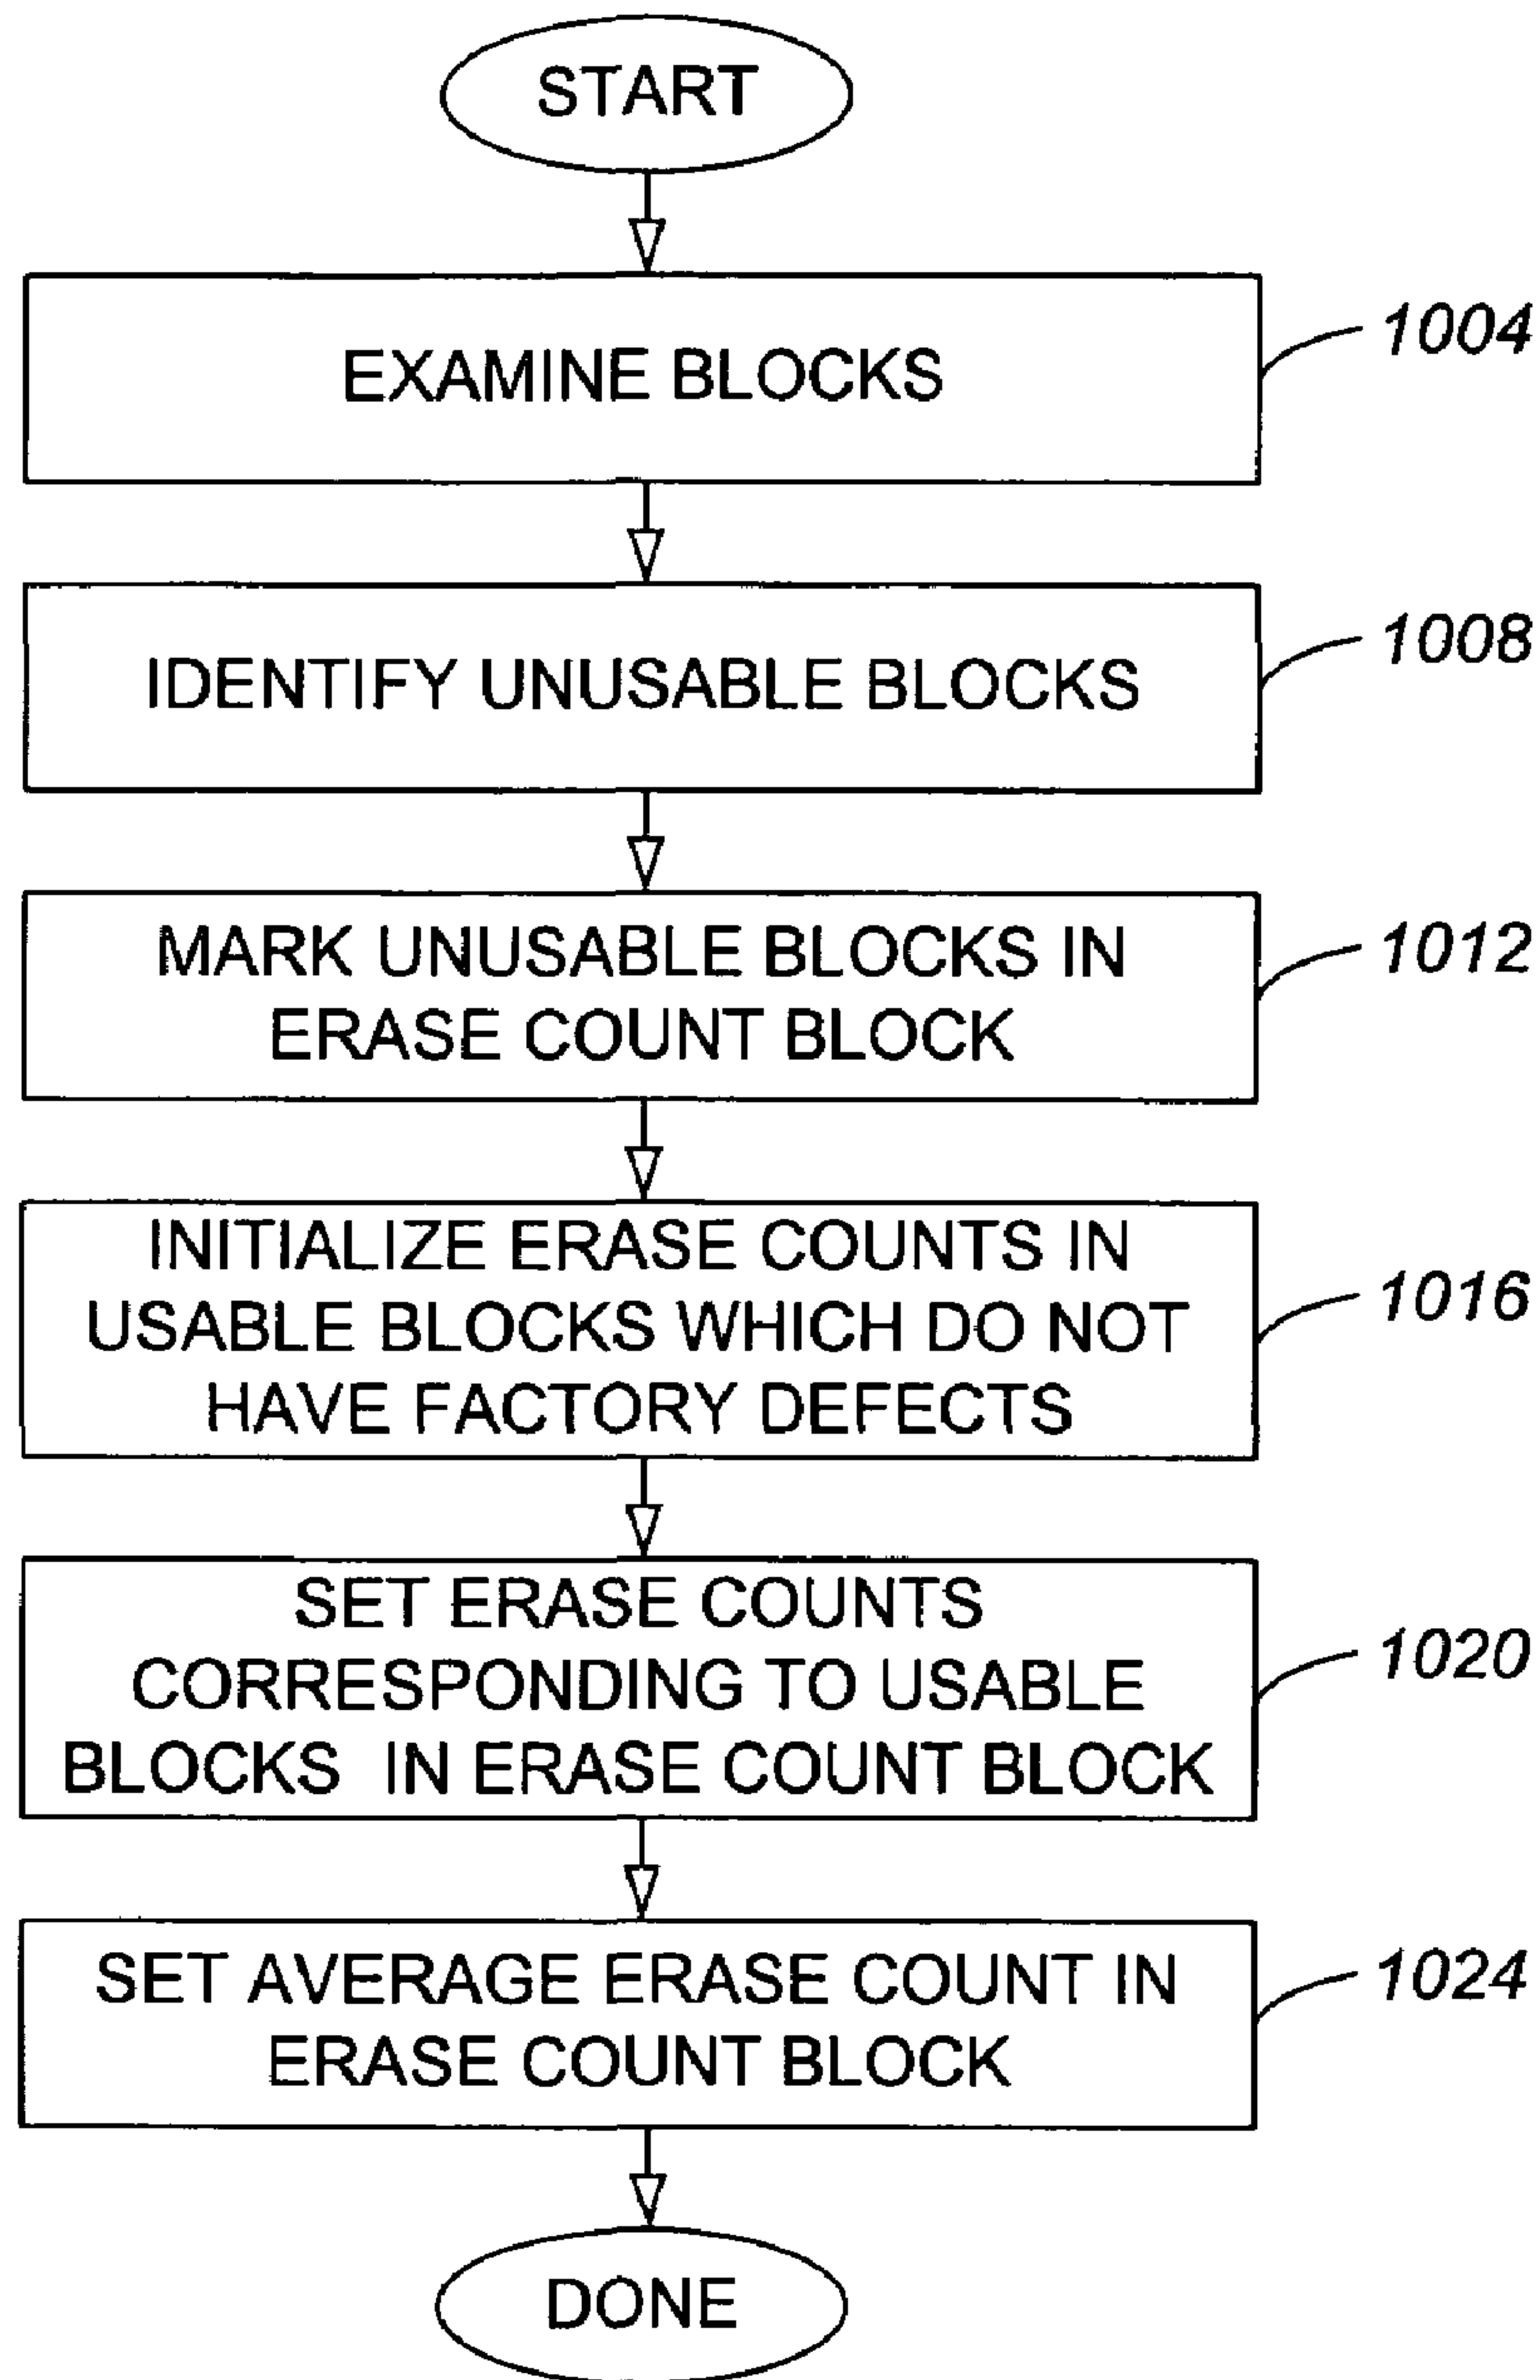 START
EXAMINE BLOCKS
1004
IDENTIFY UNUSABLE BLOCKS
1008
MARK UNUSABLE BLOCKS IN
ERASE COUNT BLOCK
1012
INITIALIZE ERASE COUNTS IN
USABLE BLOCKS WHICH DO NOT
HAVE FACTORY DEFECTS
1016
SET ERASE COUNTS
CORRESPONDING TO USABLE
BLOCKS IN ERASE COUNT BLOCK
1020
SET AVERAGE ERASE COUNT IN
ERASE COUNT BLOCK
1024
DONE